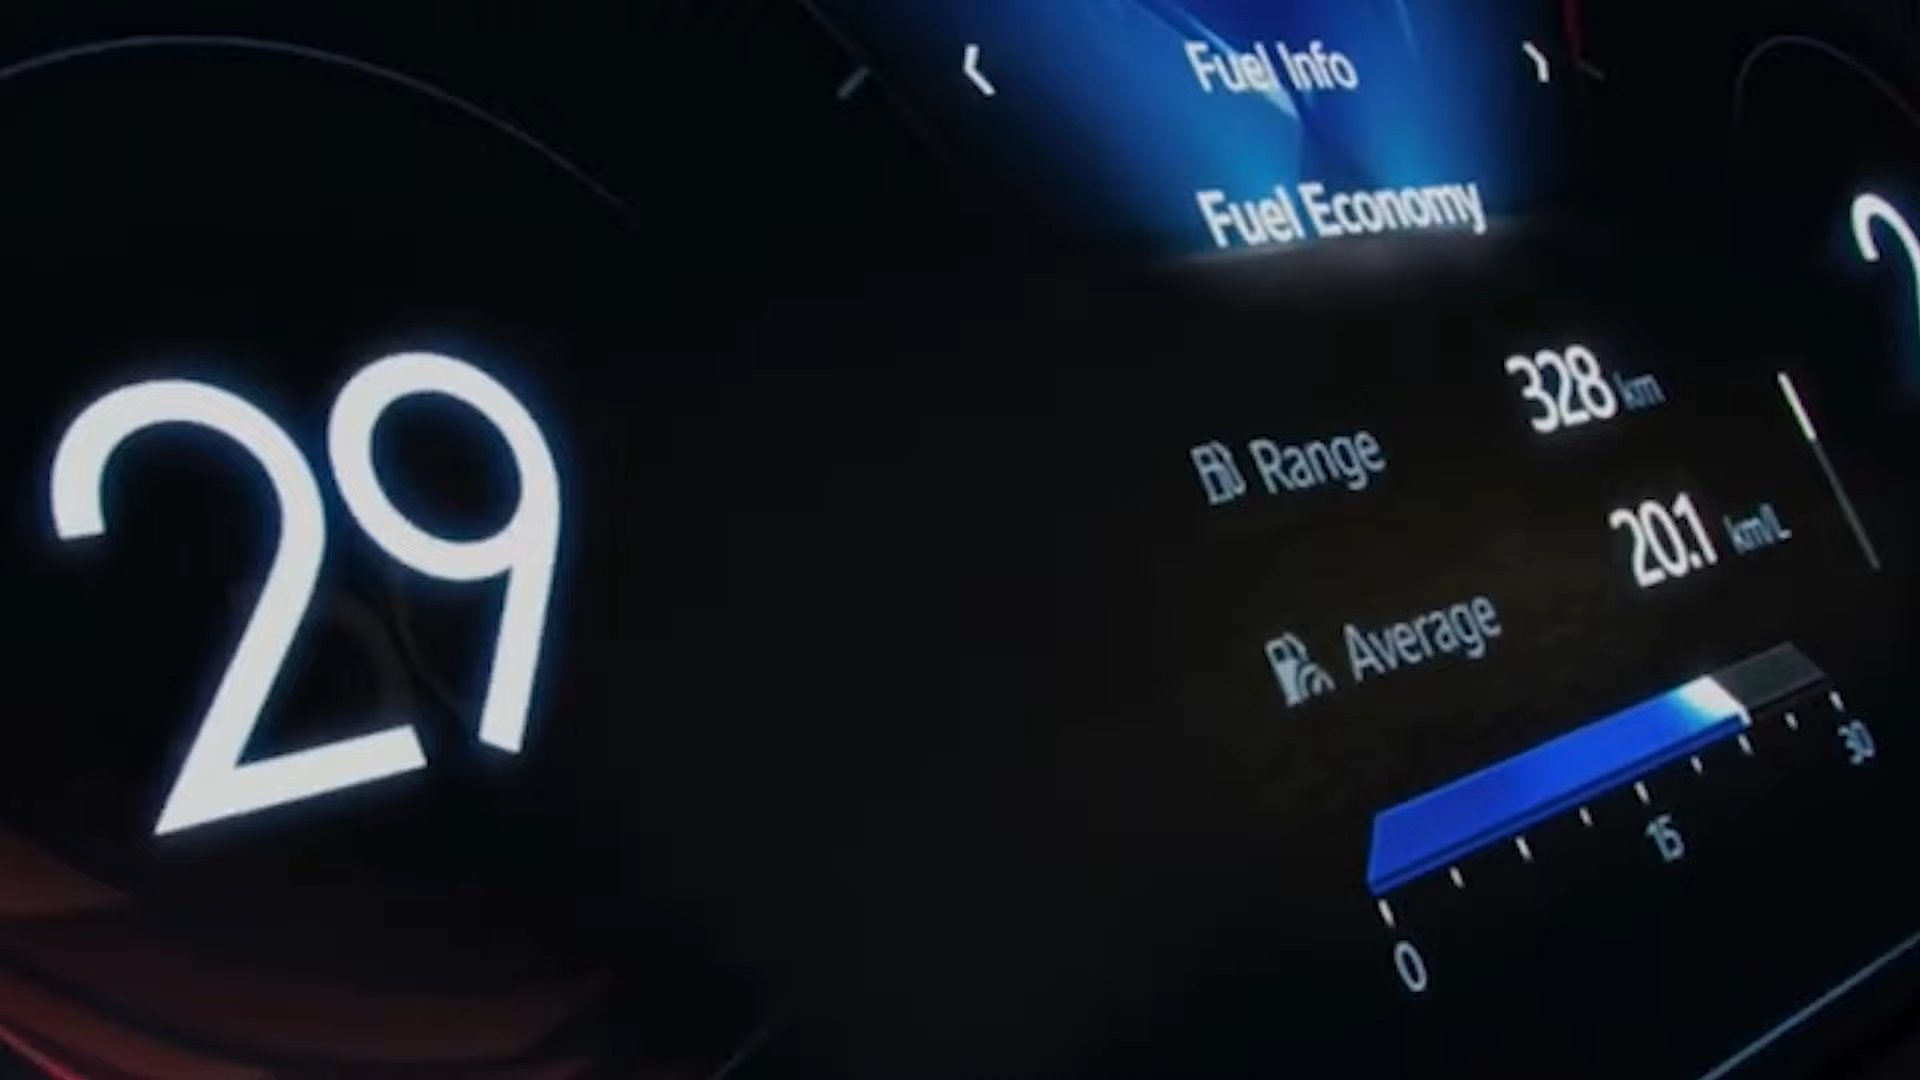 Fuel Info
Fuel Economy
29
Range 328 km
Average 20.1 km/L
0 15 30